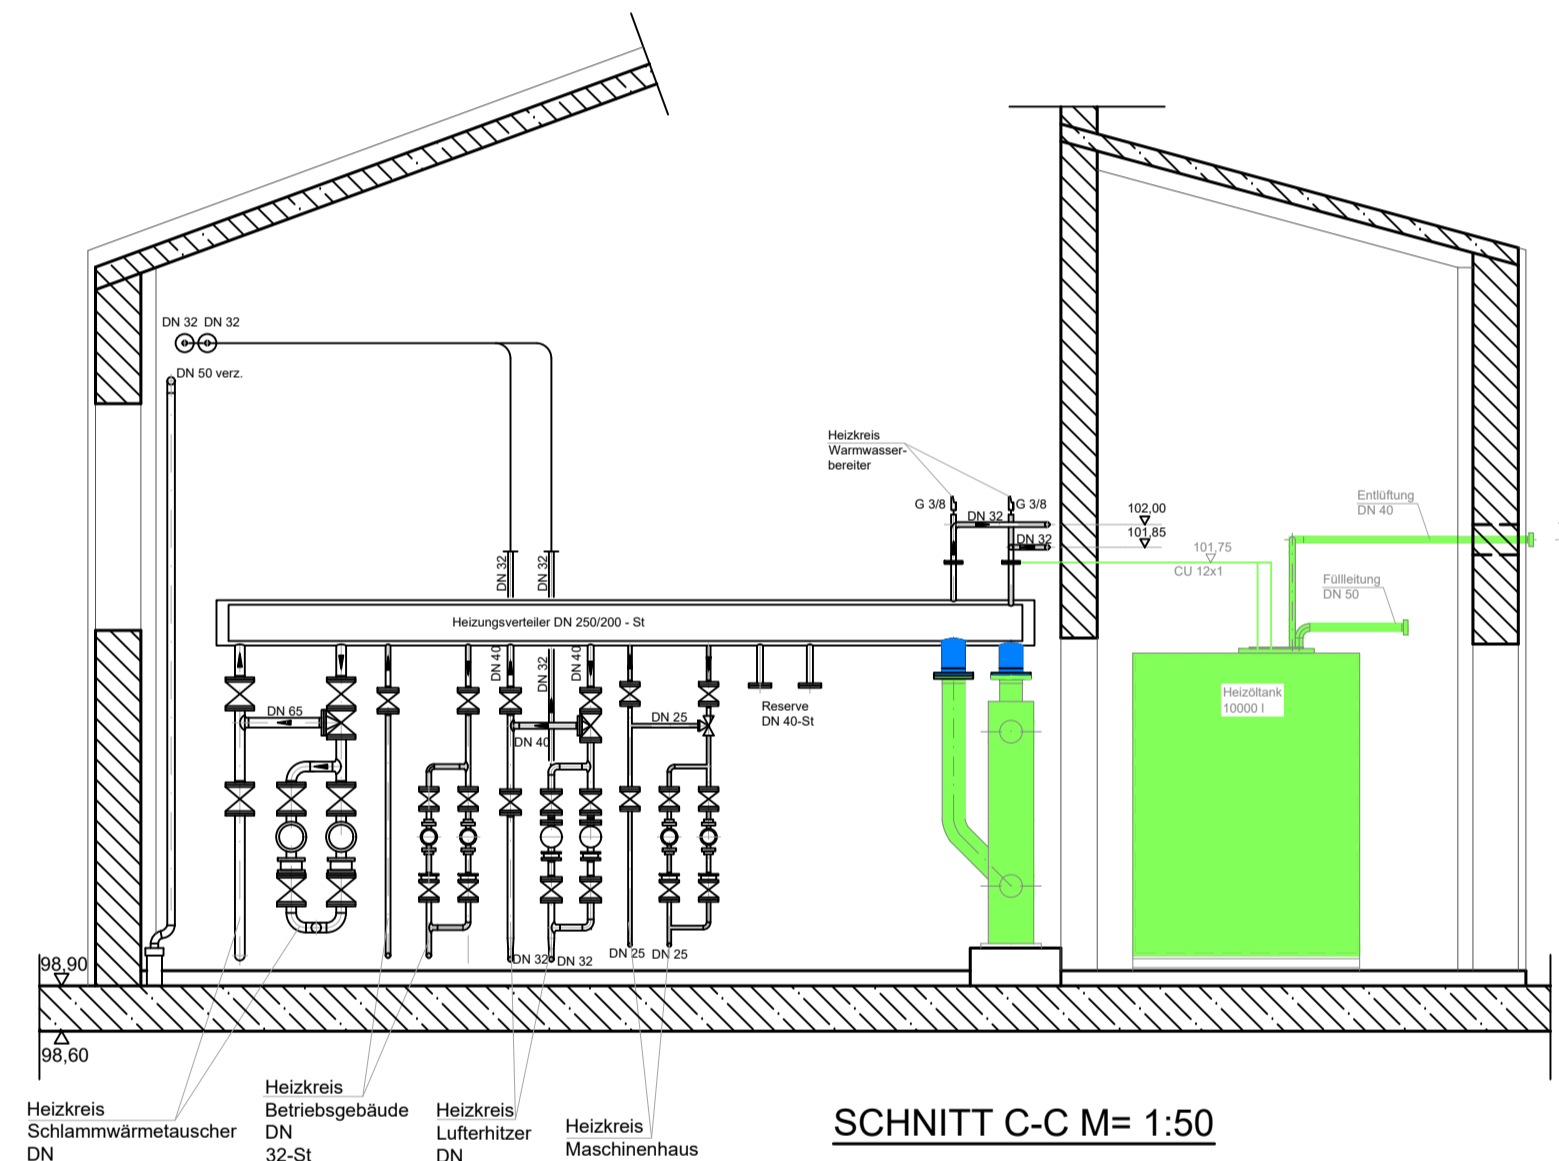 DN 32 DN 32
DN 50 verz.
Heizkreis
Warmwasser-
bereiter
G 3/8
G 3/8
DN 32
DN 32
102,00
101,85
101,75
CU 12x1
Entlüftung
DN 40
Füllleitung
DN 50
DN 32
DN 32
Heizungsverteiler DN 250/200 - St
DN 40
DN 32
DN 40
DN 65
DN 40
DN 25
Reserve
DN 40-St
Heizöltank
10000 l
DN 32
DN 32
DN 25
DN 25
98,90
98,60
Heizkreis
Schlammwärmetauscher
DN
Heizkreis
Betriebsgebäude
DN
32-St
Heizkreis
Lufterhitzer
DN
Heizkreis
Maschinenhaus
SCHNITT C-C M= 1:50